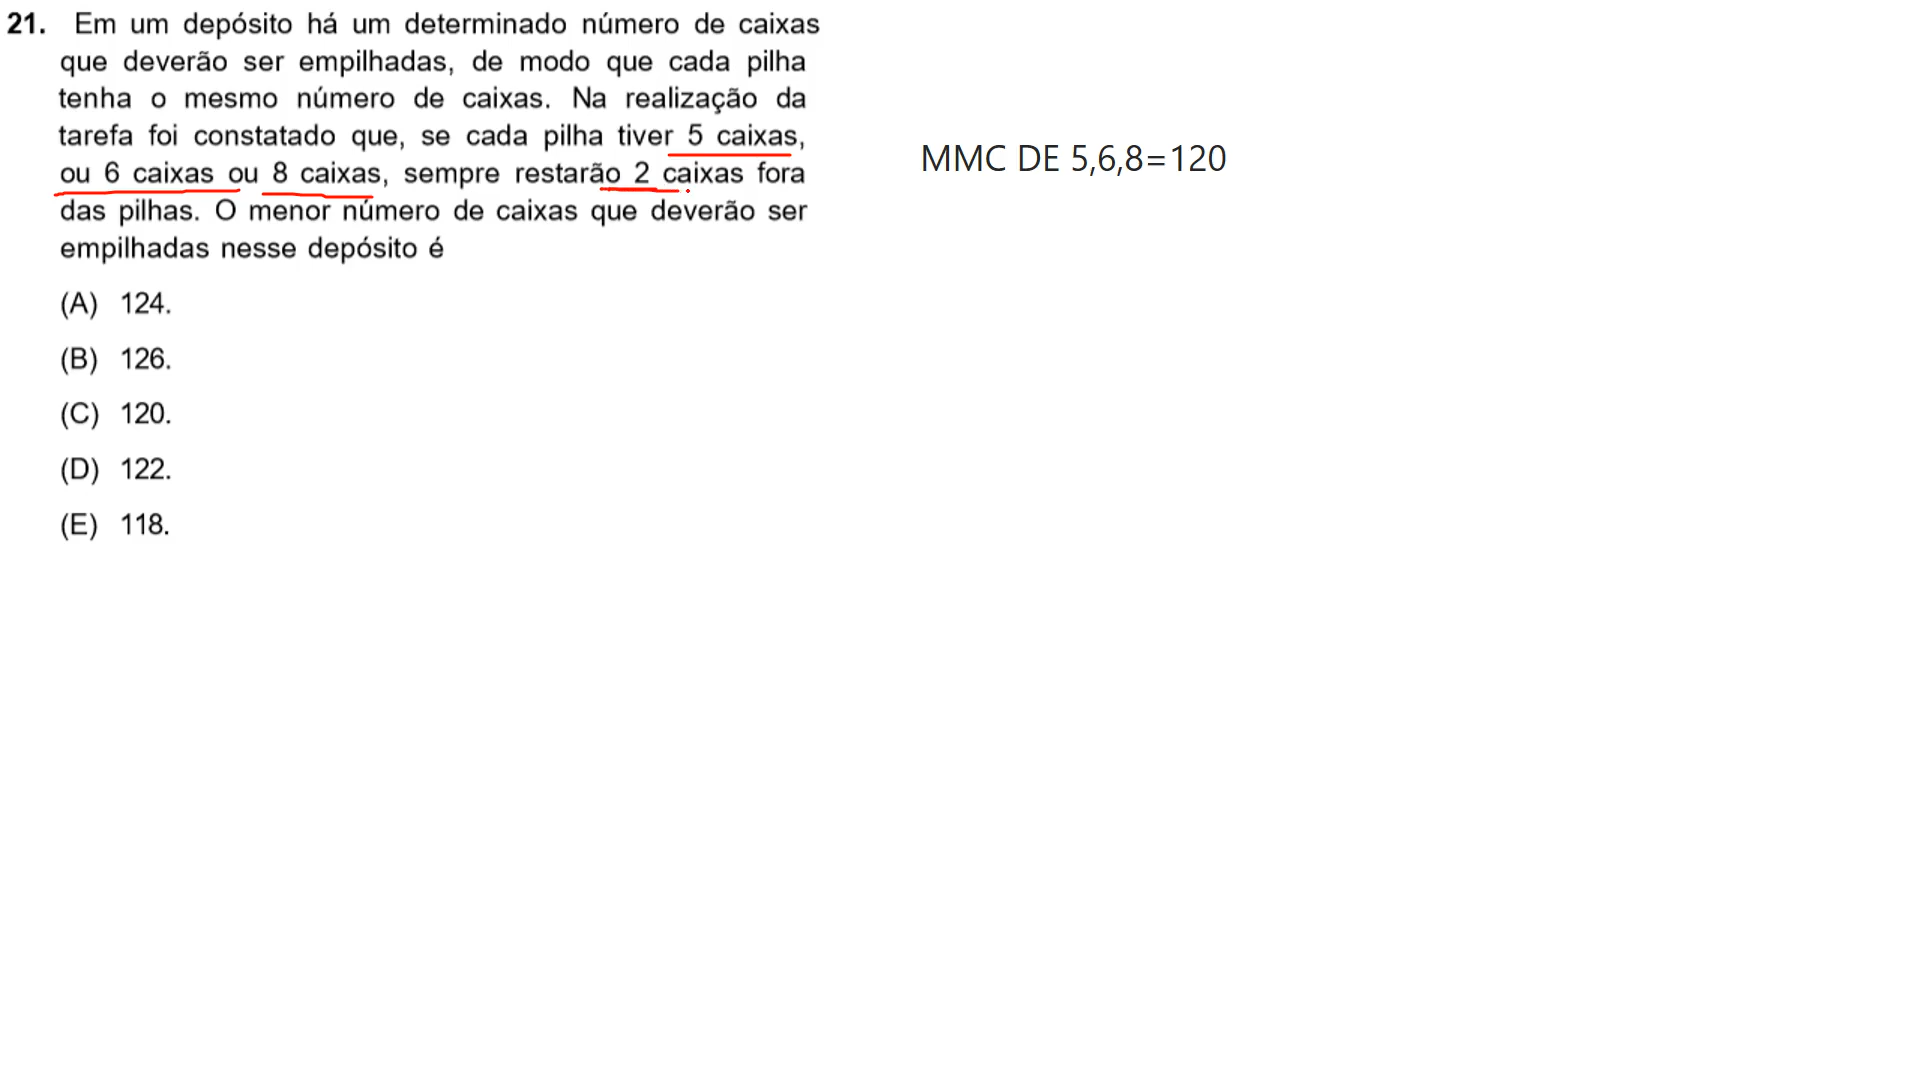 21. Em um depósito há um determinado número de caixas
que deverão ser empilhadas, de modo que cada pilha
tenha o mesmo número de caixas. Na realização da
tarefa foi constatado que, se cada pilha tiver 5 caixas,
ou 6 caixas ou 8 caixas, sempre restarão 2 caixas fora
das pilhas. O menor número de caixas que deverão ser
empilhadas nesse depósito é
(A) 124.
(B) 126.
(C) 120.
(D) 122.
(E) 118.
MMC DE 5,6,8=120